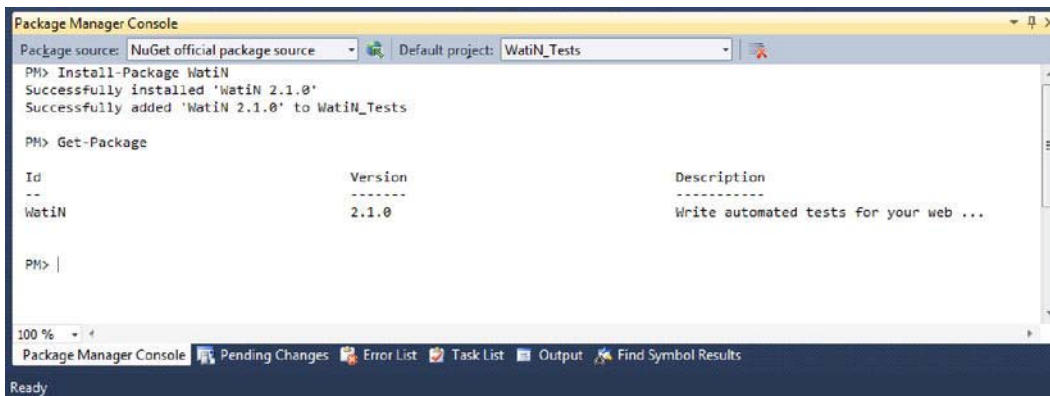 Package Manager Console
Package source: NuGet official package source Default project: WatiN_Tests
PM> Install-Package WatiN
Successfully installed 'WatiN 2.1.0'
Successfully added 'WatiN 2.1.0' to WatiN_Tests
PM> Get-Package
Id Version Description
-- ------- -----------
WatiN 2.1.0 Write automated tests for your web ...
PM>
100 %
Package Manager Console Pending Changes Error List Task List Output Find Symbol Results
Ready